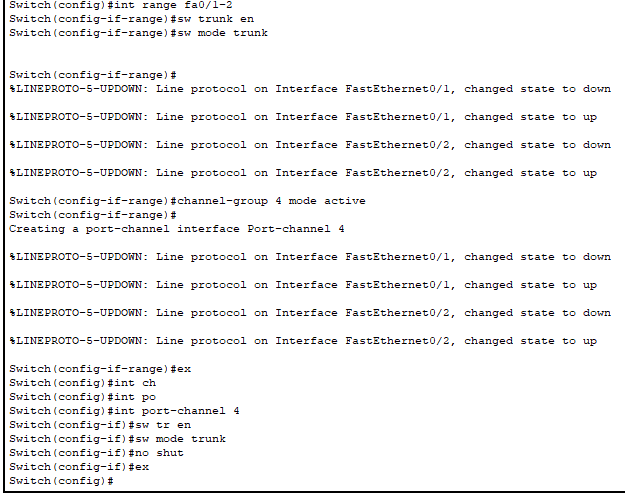 Switch(config)#int range fa0/1-2
Switch(config-if-range)#sw trunk en
Switch(config-if-range)#sw mode trunk
Switch(config-if-range)#
%LINEPROTO-5-UPDOWN: Line protocol on Interface FastEthernet0/1, changed state to down
%LINEPROTO-5-UPDOWN: Line protocol on Interface FastEthernet0/1, changed state to up
%LINEPROTO-5-UPDOWN: Line protocol on Interface FastEthernet0/2, changed state to down
%LINEPROTO-5-UPDOWN: Line protocol on Interface FastEthernet0/2, changed state to up
Switch(config-if-range)#channel-group 4 mode active
Switch(config-if-range)#
Creating a port-channel interface Port-channel 4
%LINEPROTO-5-UPDOWN: Line protocol on Interface FastEthernet0/1, changed state to down
%LINEPROTO-5-UPDOWN: Line protocol on Interface FastEthernet0/1, changed state to up
%LINEPROTO-5-UPDOWN: Line protocol on Interface FastEthernet0/2, changed state to down
%LINEPROTO-5-UPDOWN: Line protocol on Interface FastEthernet0/2, changed state to up
Switch(config-if-range)#ex
Switch(config)#int ch
Switch(config)#int po
Switch(config)#int port-channel 4
Switch(config-if)#sw tr en
Switch(config-if)#sw mode trunk
Switch(config-if)#no shut
Switch(config-if)#ex
Switch(config)#